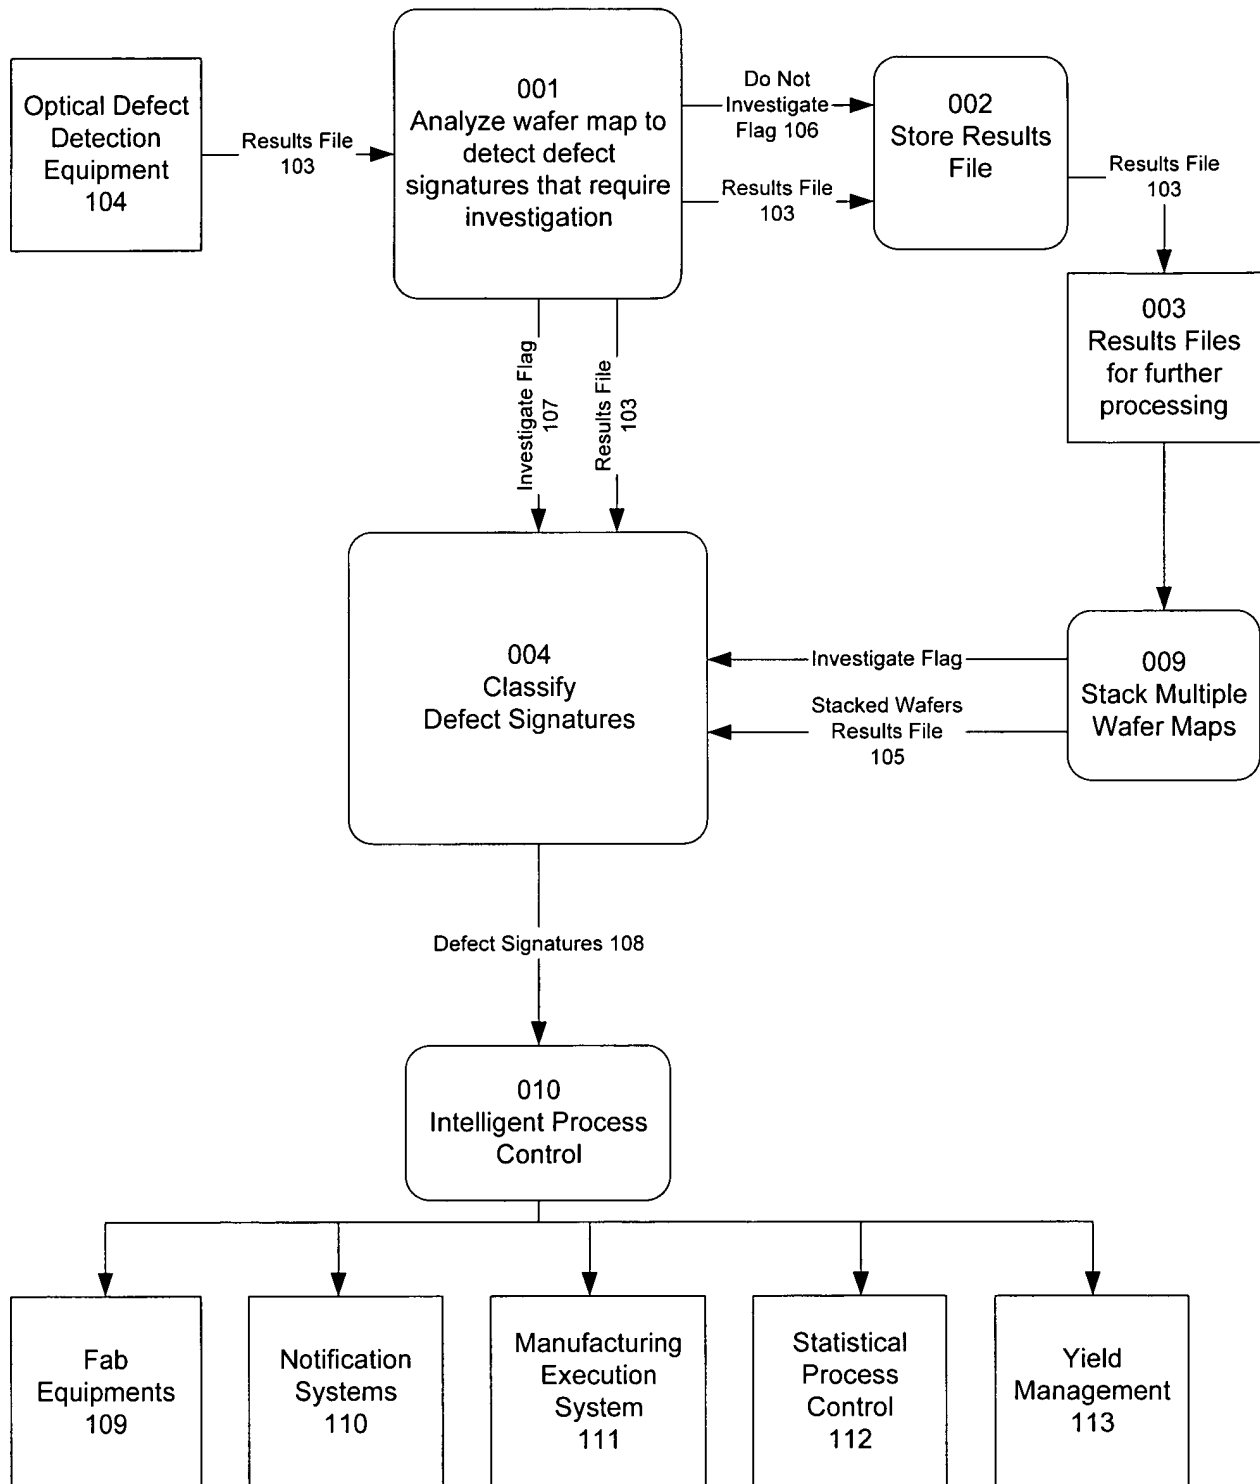 Optical Defect
Detection
Equipment
104
Results File
103
001
Analyze wafer map to
detect defect
signatures that require
investigation
Do Not
Investigate
Flag 106
Results File
103
002
Store Results
File
Results File
103
003
Results Files
for further
processing
Investigate Flag
107
Results File
103
004
Classify
Defect Signatures
Investigate Flag
Stacked Wafers
Results File
105
009
Stack Multiple
Wafer Maps
Defect Signatures 108
010
Intelligent Process
Control
Fab
Equipments
109
Notification
Systems
110
Manufacturing
Execution
System
111
Statistical
Process
Control
112
Yield
Management
113